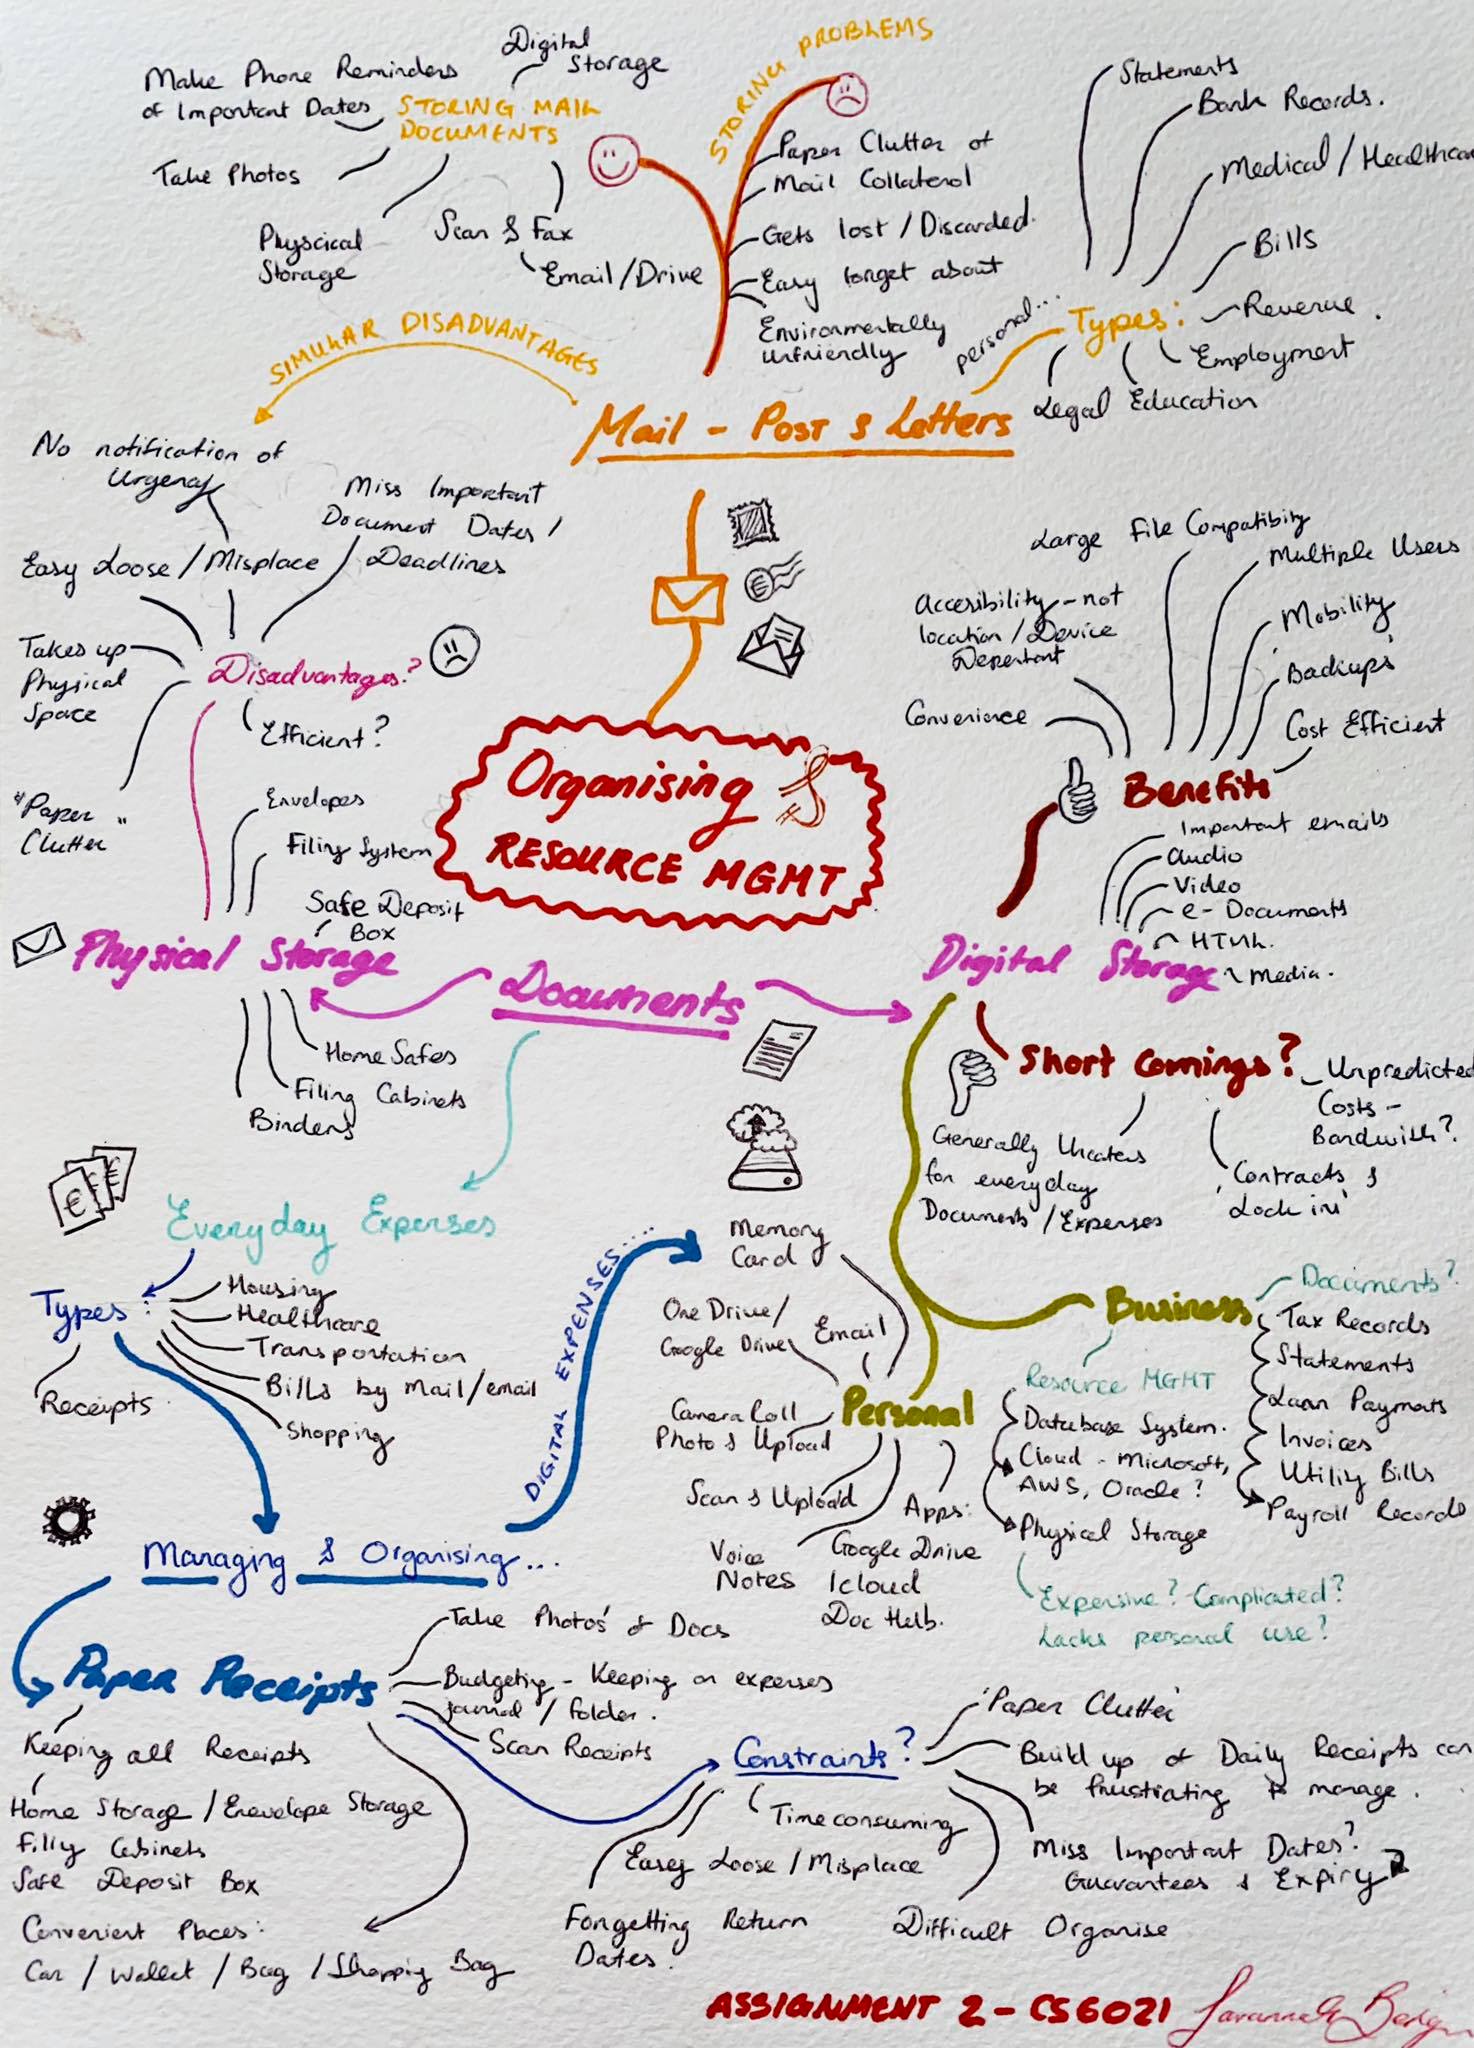 Digital
Storage
Make Phone Reminders
of Important Dates
STORING MAIL
DOCUMENTS
Take Photos
Physcical
Storage
Scan & Fax
Email/Drive
STORING PROBLEMS
Paper Clutter of
Mail Collateral
Gets lost / Discarded.
Easy forget about
Environmentally
unfriendly
Statements
Bank Records.
Medical / Healthcar
Bills
Revenue.
Employment
Education
Legal
Types:
personal...
SIMULAR DISADVANTAGES
Mail - Post & Letters
No notification of
Urgency
Miss Important
Document Dates /
Deadlines
Easy Loose / Misplace
Takes up
Physical
Space
Disadvantages?
Efficient?
"Paper "
Clutter
Organising &
RESOURCE MGMT
Large File Compatibity
Multiple Users
Accesibility - not
location / Device
Dependant
Mobility
Backups
Convenience
Cost Efficient
Benefits
Important emails
Audio
Video
e-Documents
HTML.
Media.
Envelopes
Filing System
Safe Deposit
Box
Physical Storage
Documents
Digital Storage
Home Safes
Filing Cabinets
Binders
Short Comings?
Unpredicted
Costs -
Bandwith?
Generally Uncaters
for everyday
Documents / Expenses
Contracts &
'Lock in'
Everyday Expenses
Types:
Housing
Healthcare
Transportation
Bills by mail/email
Shopping
Receipts
DIGITAL EXPENSES....
Memory
Card
One Drive/
Google Drive
Email
Camera Roll
Photo & Upload
Personal
Scan & Upload
Voice
Notes
Apps:
Google Drive
Icloud
Doc Hub.
Business
Documents?
Tax Records
Statements
Loan Payments
Invoices
Utility Bills
Payroll Records
Resource MGMT
Database System.
Cloud - Microsoft,
AWS, Oracle?
Physical Storage
Expensive? Complicated?
Lacks personal use?
Managing & Organising...
Paper Receipts
Take Photos of Docs
Budgeting - Keeping an expenses
journal / folder.
Scan Receipts
Keeping all Receipts
Home Storage / Envelope Storage
Filing Cabinets
Safe Deposit Box
Convenient Places:
Car / Wallet / Bag / Shopping Bag
Constraints?
'Paper Clutter'
Build up of Daily Receipts can
be frustrating to manage.
Time consuming
Easy Loose / Misplace
Miss Important Dates?
Guarantees & Expiry?
Forgetting Return
Dates.
Difficult Organise
ASSIGNMENT 2 - CS6021